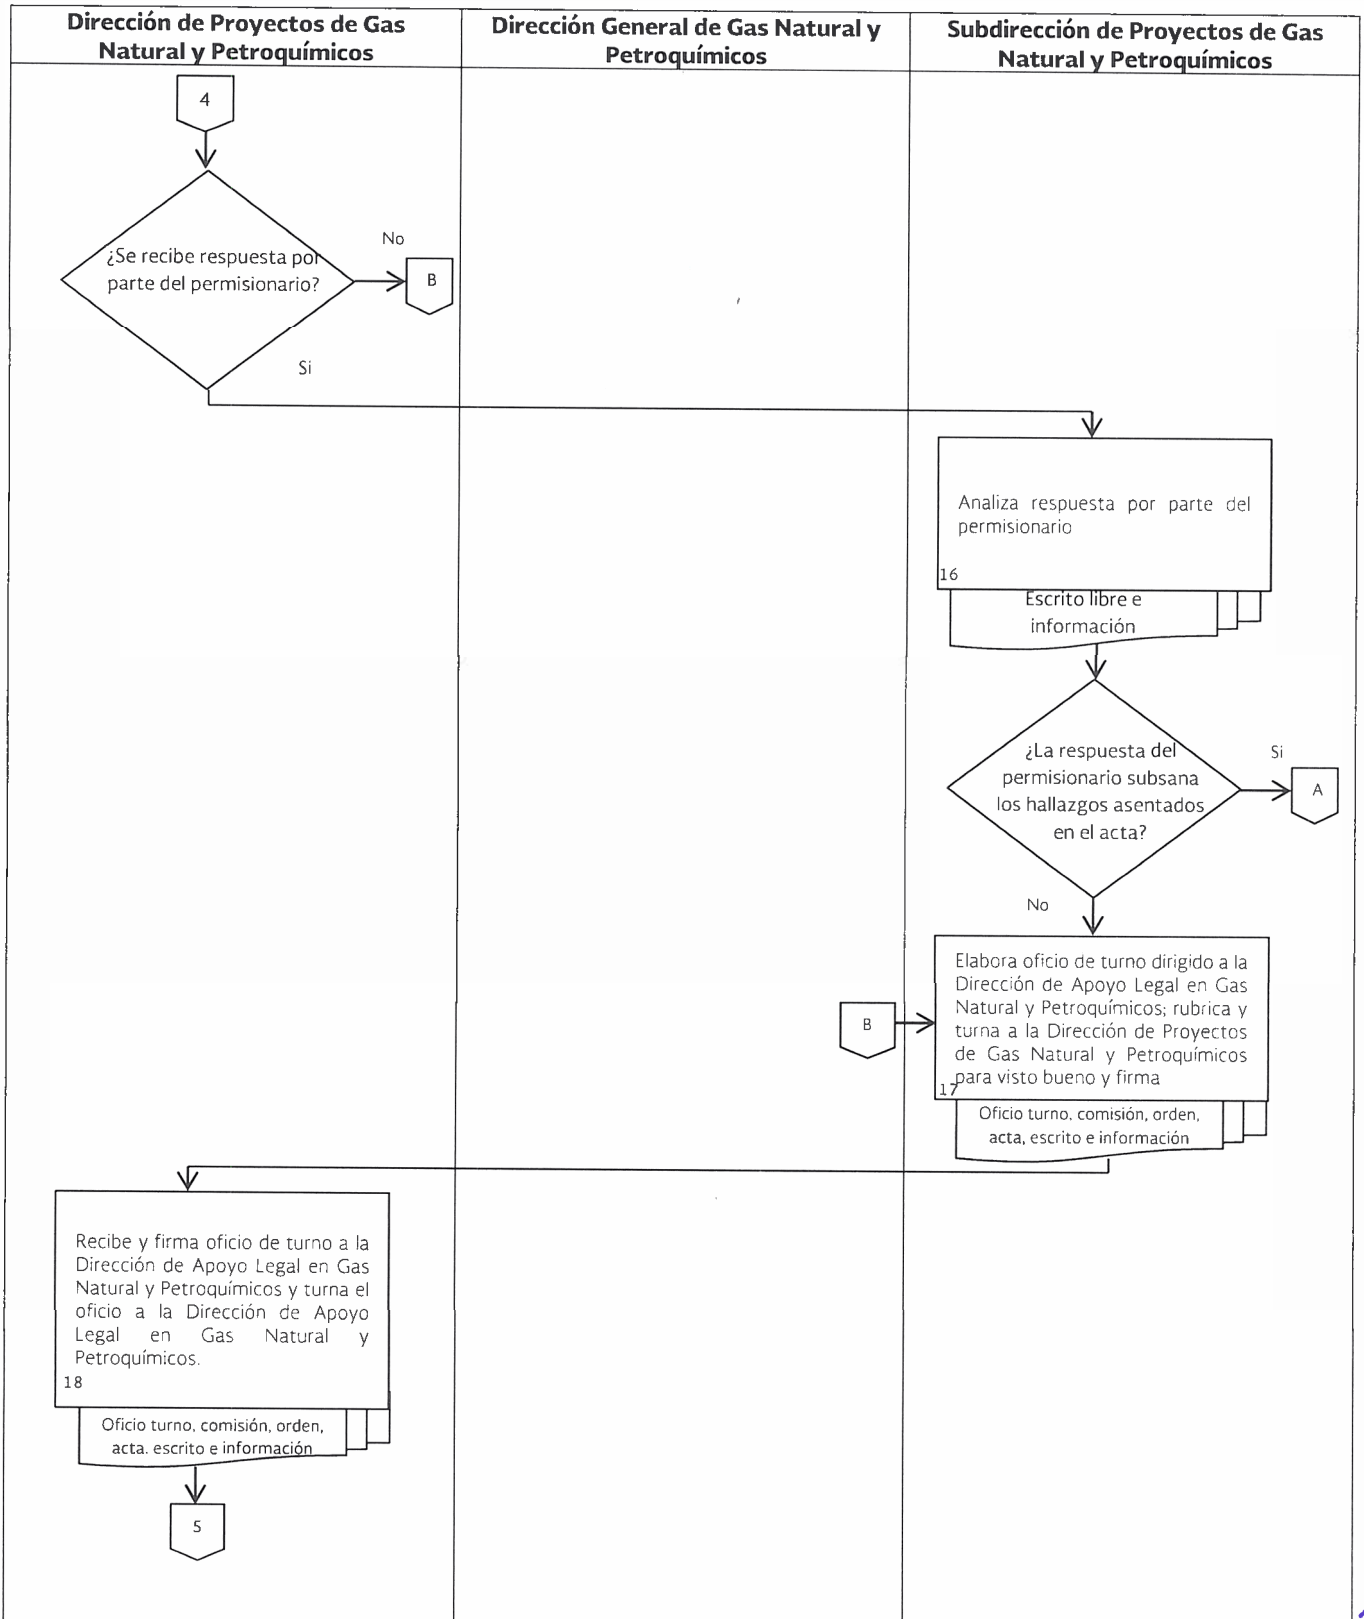 Dirección de Proyectos de Gas
Natural y Petroquímicos
Dirección General de Gas Natural y
Petroquímicos
Subdirección de Proyectos de Gas
Natural y Petroquímicos
4
¿Se recibe respuesta por
parte del permisionario?
No
B
Si
Analiza respuesta por parte del
permisionario
16
Escrito libre e
información
¿La respuesta del
permisionario subsana
los hallazgos asentados
en el acta?
Si
A
No
B
Elabora oficio de turno dirigido a la
Dirección de Apoyo Legal en Gas
Natural y Petroquímicos; rubrica y
turna a la Dirección de Proyectos
de Gas Natural y Petroquímicos
para visto bueno y firma
17
Oficio turno, comisión, orden,
acta, escrito e información
Recibe y firma oficio de turno a la
Dirección de Apoyo Legal en Gas
Natural y Petroquímicos y turna el
oficio a la Dirección de Apoyo
Legal en Gas Natural y
Petroquímicos.
18
Oficio turno, comisión, orden,
acta. escrito e información
5